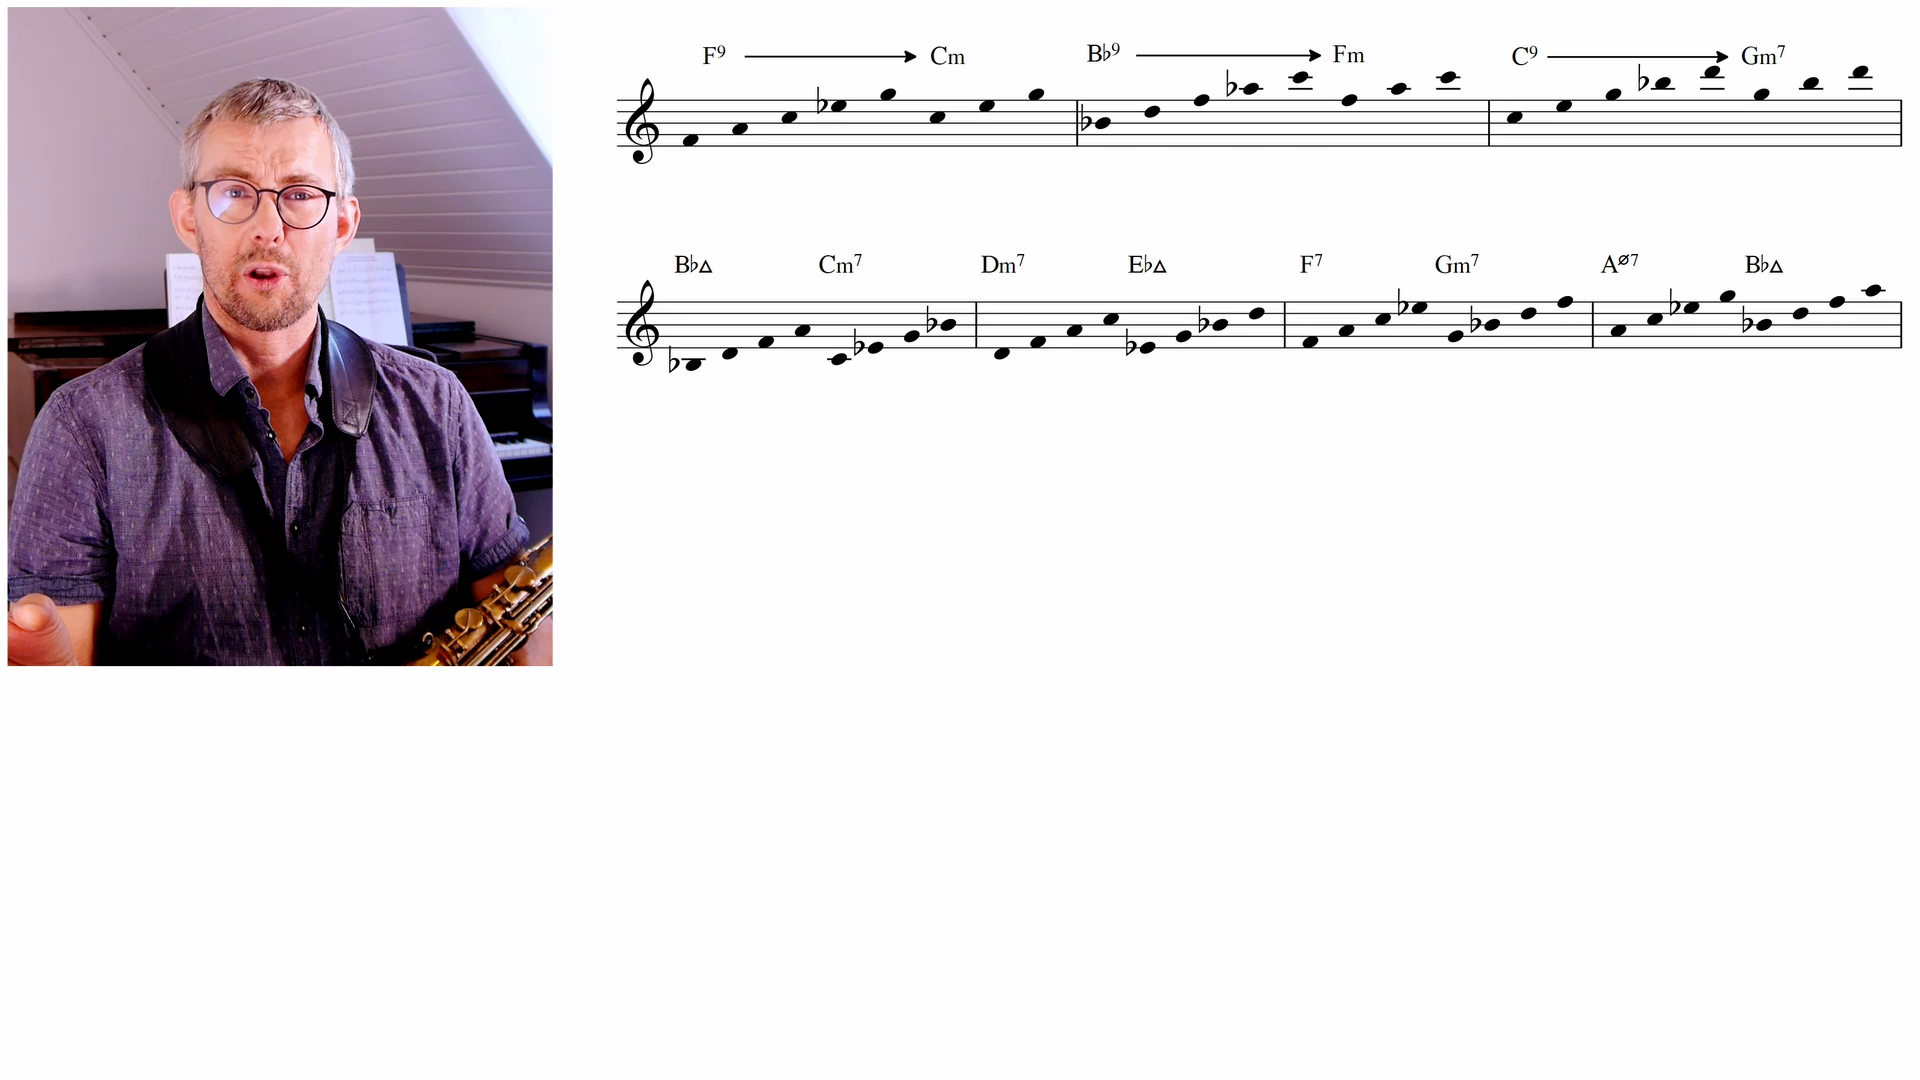 F9 Cm B♭9 Fm C9 Gm7
B♭△ Cm7 Dm7 E♭△ F7 Gm7 Aø7 B♭△